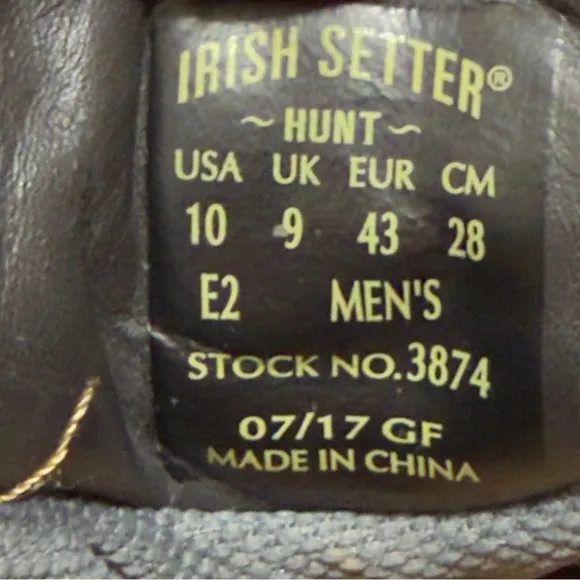 IRISH SETTER®
~ HUNT ~
USA UK EUR CM
10 9 43 28
E2 MEN'S
STOCK NO. 3874
07/17 GF
MADE IN CHINA